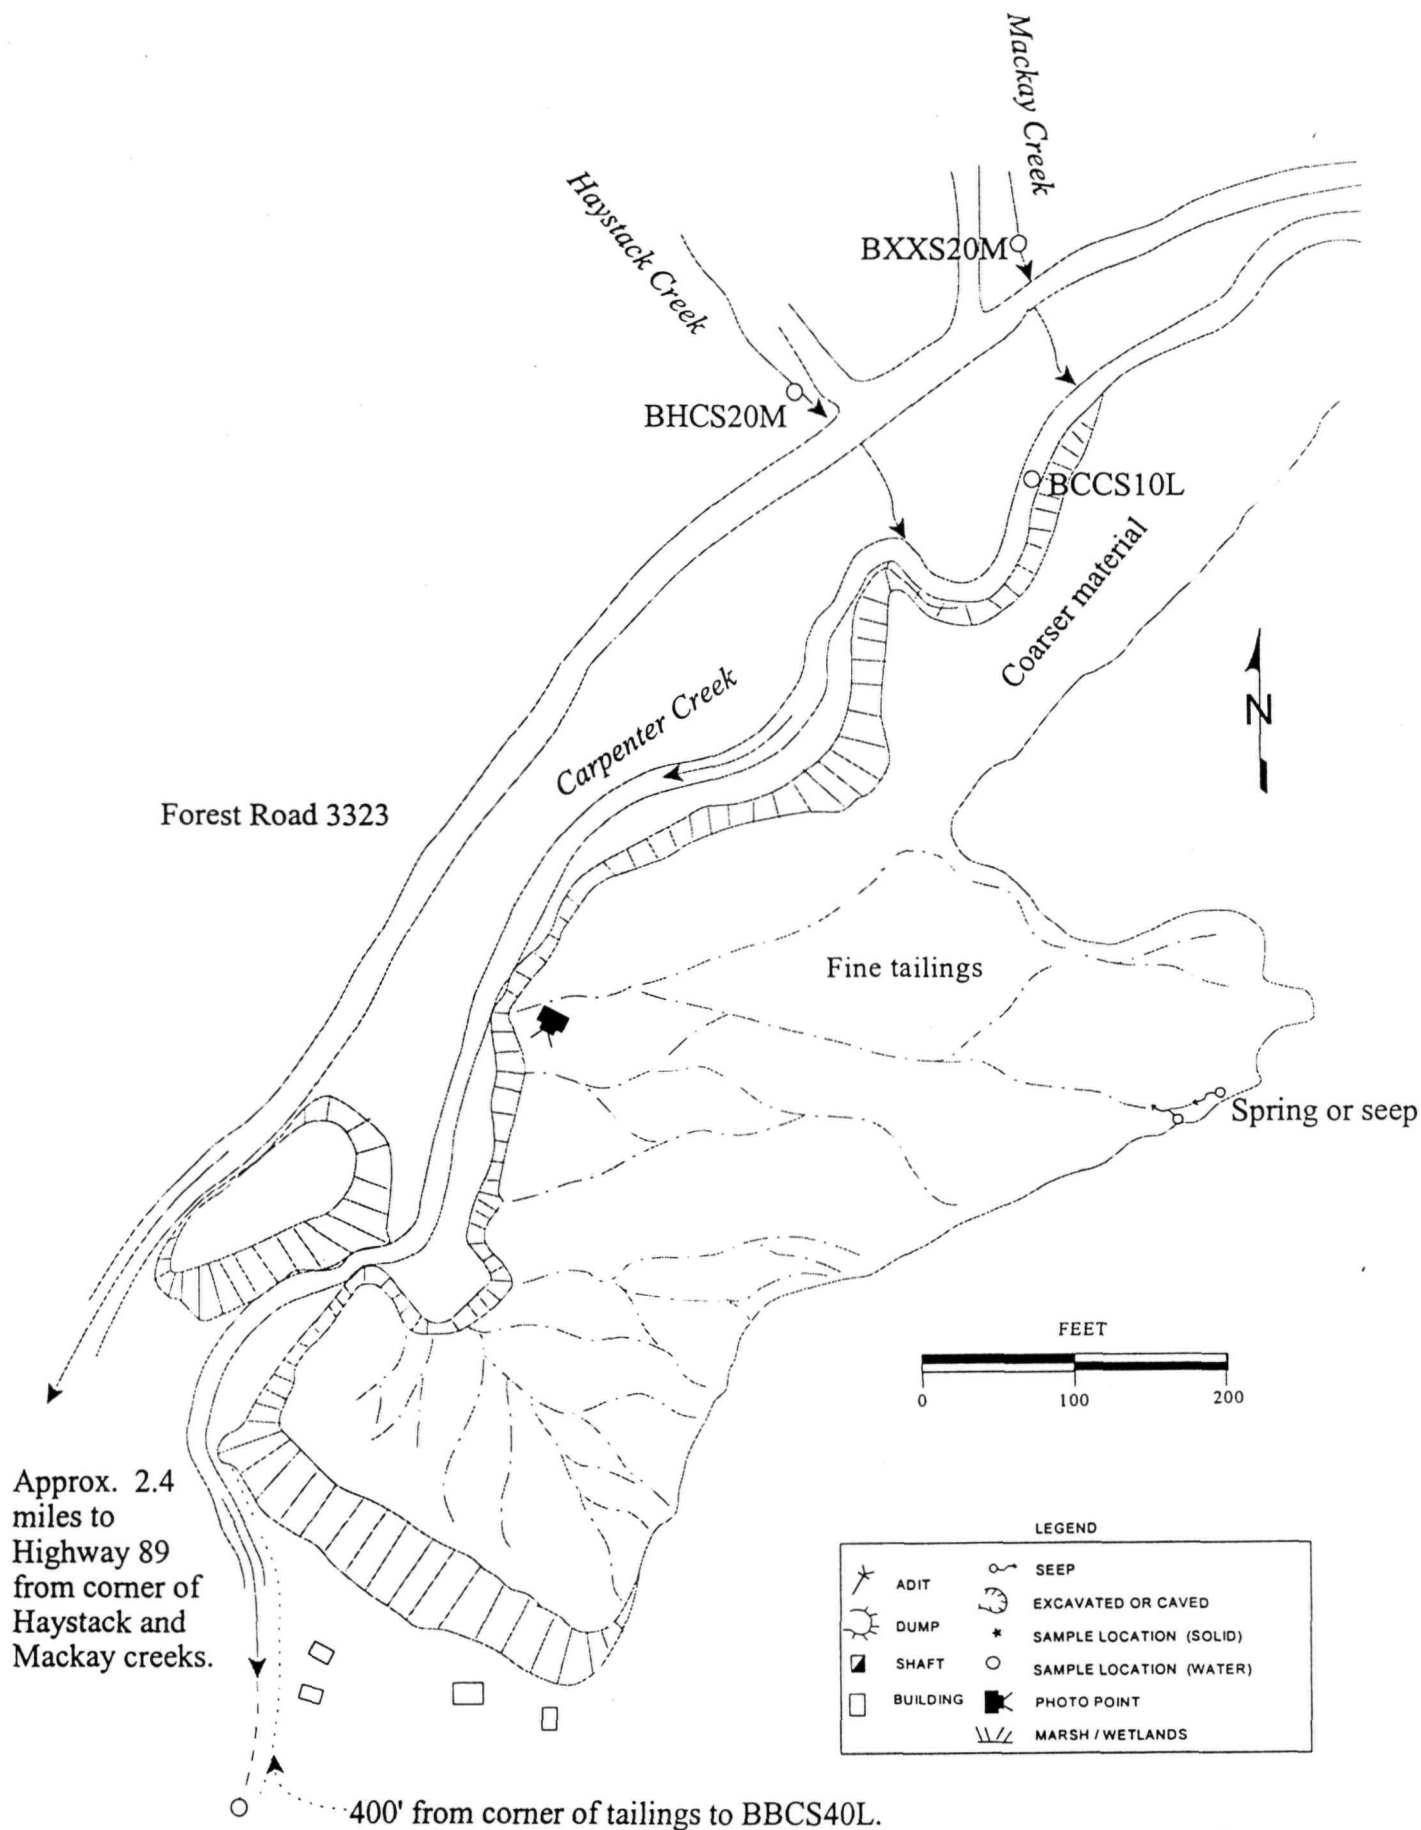 Mackay Creek
Haystack Creek
BXXS20M
BHCS20M
BCCS10L
Coarser material
N
Carpenter Creek
Forest Road 3323
Fine tailings
Spring or seep
FEET
0 100 200
Approx. 2.4
miles to
Highway 89
from corner of
Haystack and
Mackay creeks.
LEGEND
ADIT
DUMP
SHAFT
BUILDING
SEEP
EXCAVATED OR CAVED
SAMPLE LOCATION (SOLID)
SAMPLE LOCATION (WATER)
PHOTO POINT
MARSH / WETLANDS
400' from corner of tailings to BBCS40L.